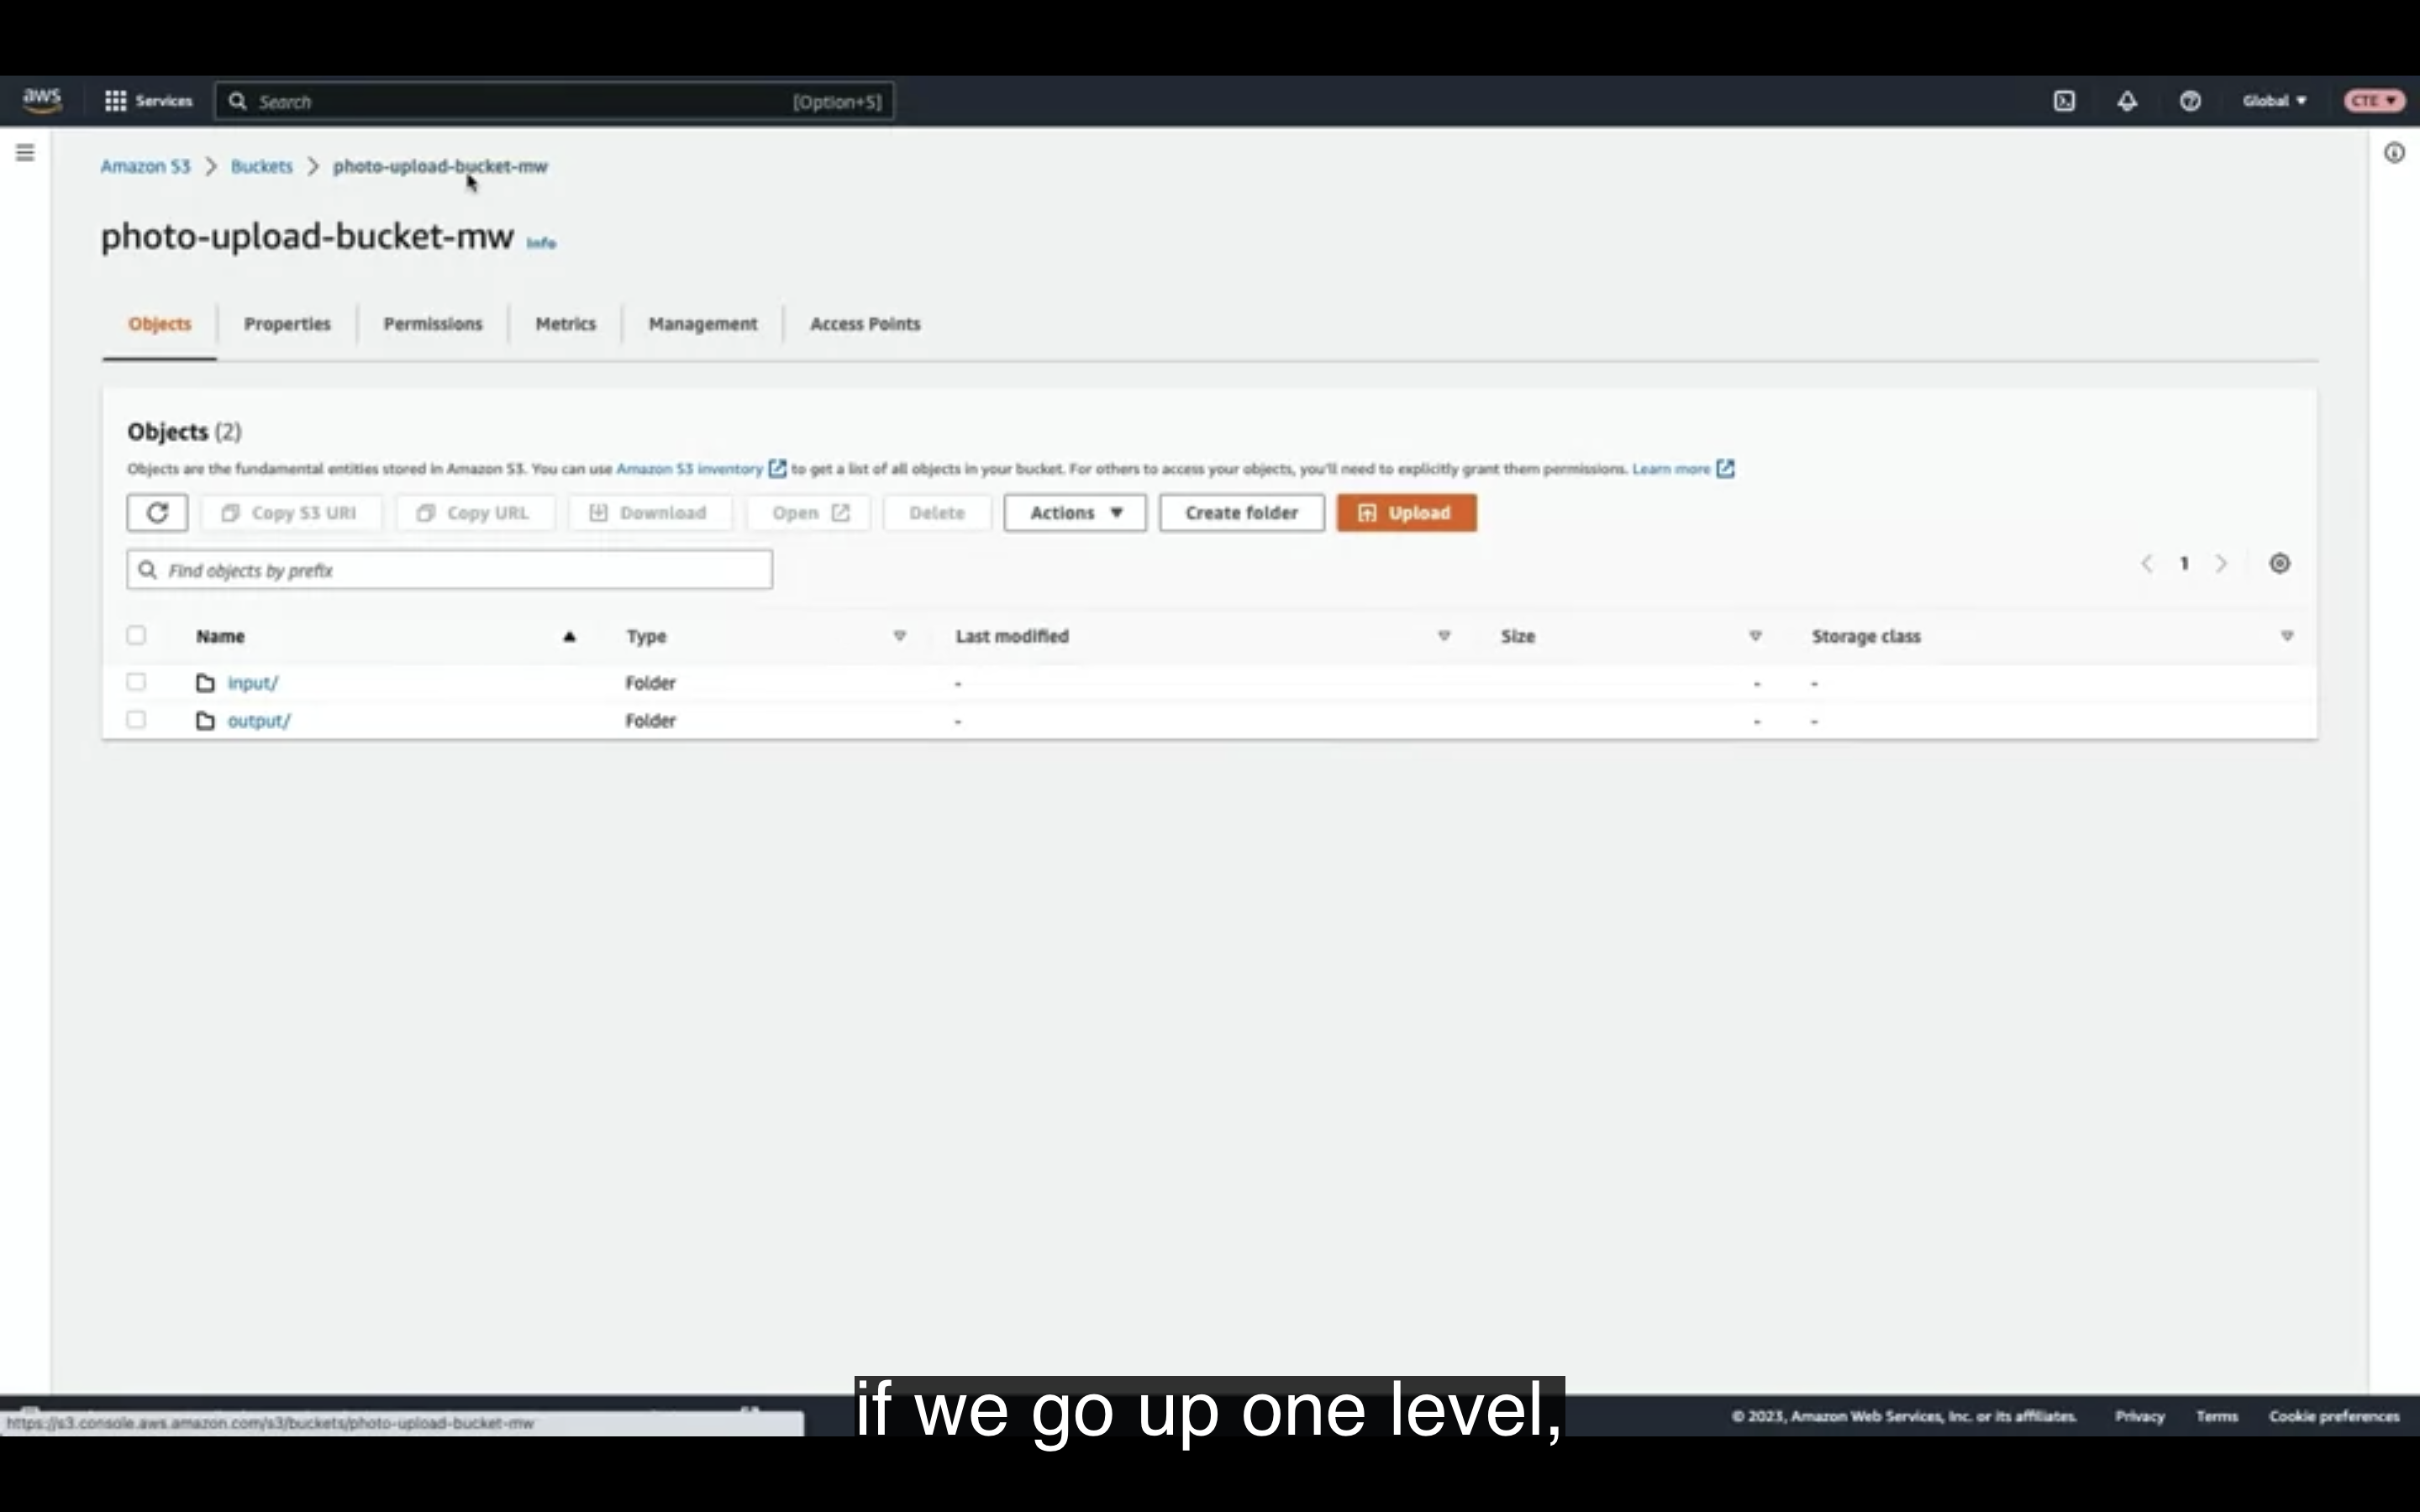 aws Services Search [Option+S] Global CTE
Amazon S3 > Buckets > photo-upload-bucket-mw
photo-upload-bucket-mw Info
Objects Properties Permissions Metrics Management Access Points
Objects (2)
Objects are the fundamental entities stored in Amazon S3. You can use Amazon S3 inventory to get a list of all objects in your bucket. For others to access your objects, you'll need to explicitly grant them permissions. Learn more
Copy S3 URI Copy URL Download Open Delete Actions Create folder Upload
Find objects by prefix
1
Name Type Last modified Size Storage class
input/ Folder - - -
output/ Folder - - -
if we go up one level,
https://s3.console.aws.amazon.com/s3/buckets/photo-upload-bucket-mw
© 2023, Amazon Web Services, Inc. or its affiliates. Privacy Terms Cookie preferences